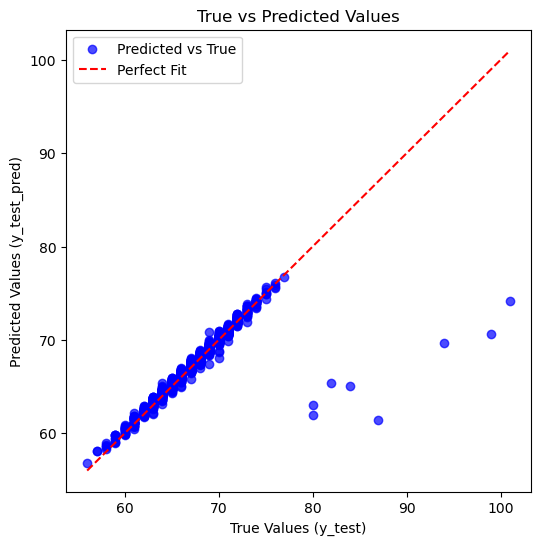 True vs Predicted Values
Predicted vs True
Perfect Fit
Predicted Values (y_test_pred)
100
90
80
70
60
60
70
80
90
100
True Values (y_test)